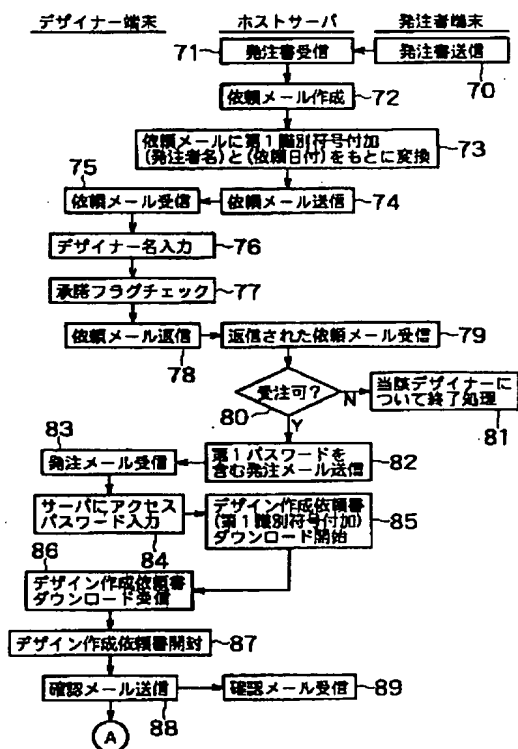 デザイナー端末 ホストサーバ 発注者端末
71 発注書受信 発注書送信
70
依頼メール作成 72
依頼メールに第1識別符号付加
(発注者名)と(依頼日付)をもとに変換 73
75
依頼メール受信 依頼メール送信 74
デザイナー名入力 76
承諾フラグチェック 77
依頼メール返信 返信された依頼メール受信 79
78
受注可?
80 N
Y
当該デザイナーに
ついて終了処理
81
83
発注メール受信
第1パスワードを
含む発注メール送信 82
サーバにアクセス
パスワード入力
84
デザイン作成依頼書
(第1識別符号付加)
ダウンロード開始
85
86
デザイン作成依頼書
ダウンロード受信
デザイン作成依頼書開封 87
確認メール送信 確認メール受信 89
88
A